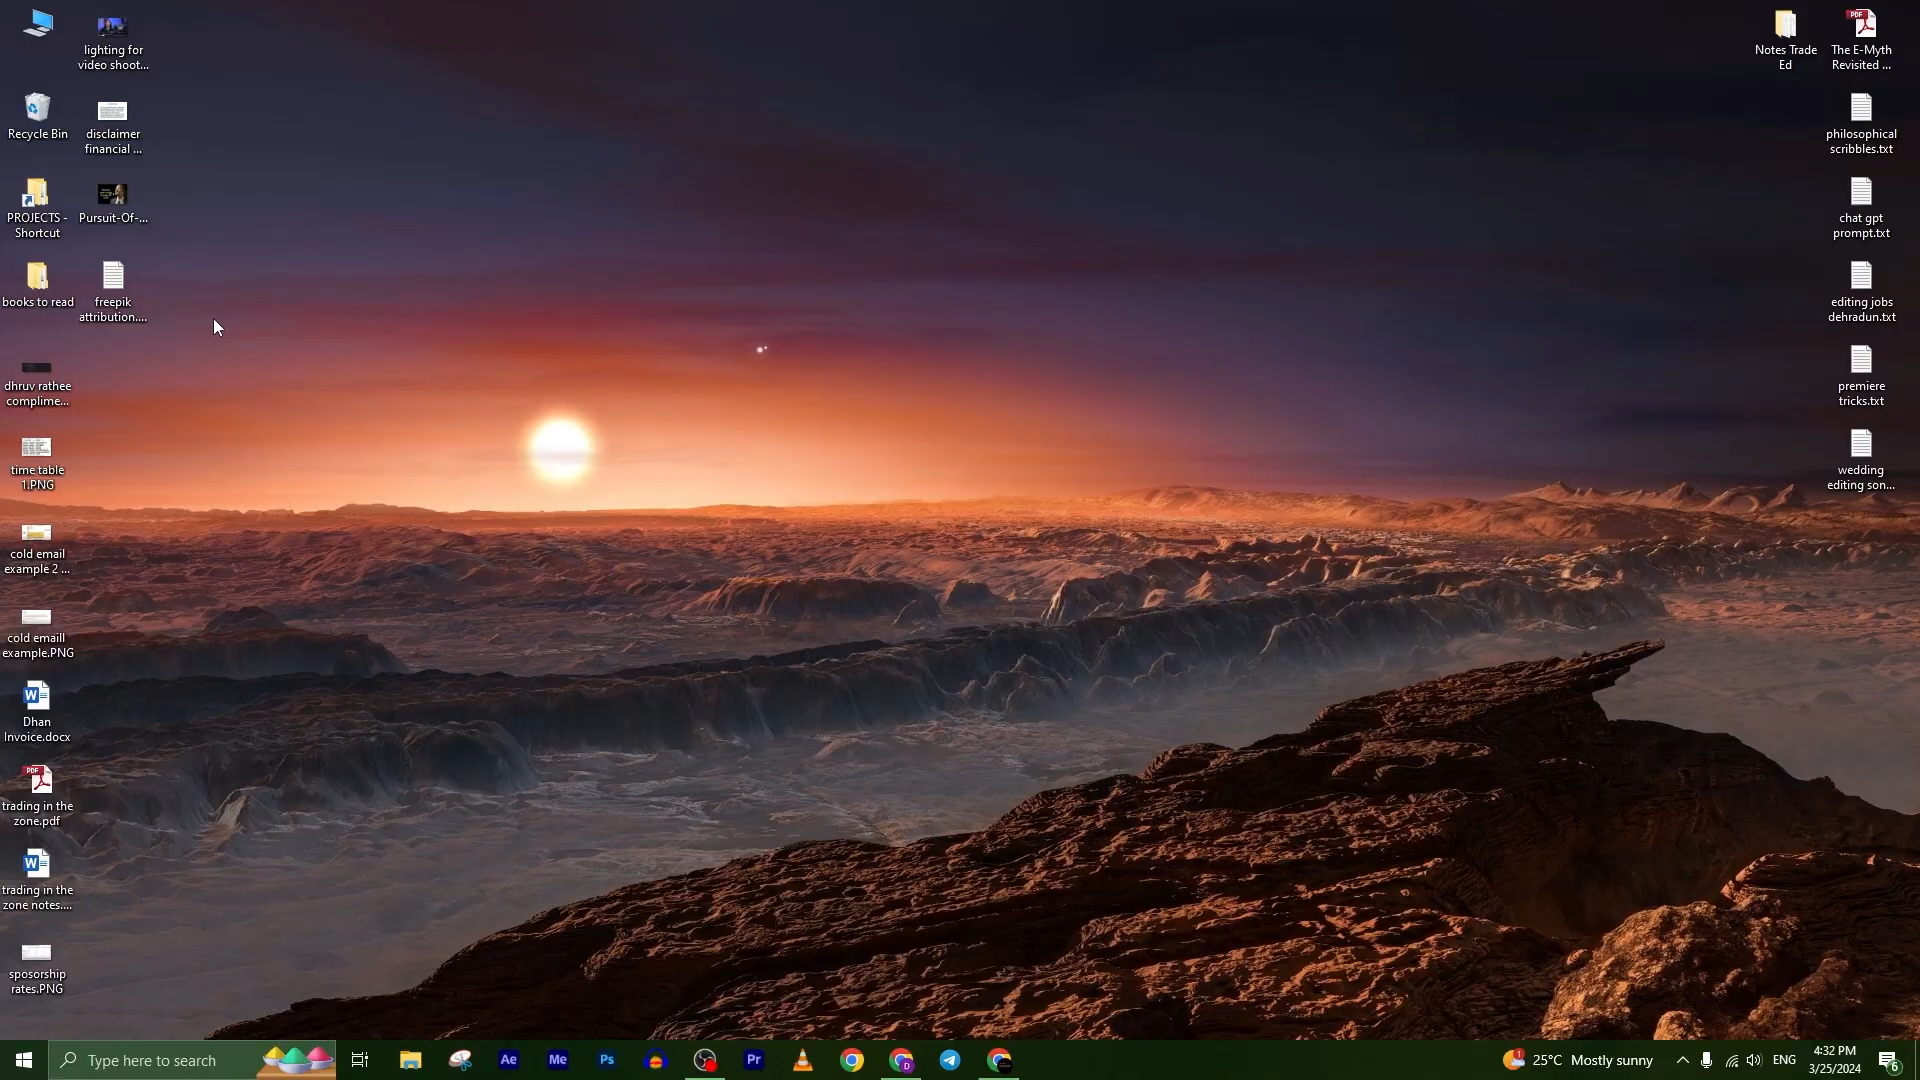 lighting for
video shoot...
Recycle Bin
disclaimer
financial ...
PROJECTS -
Shortcut
Pursuit-Of-...
books to read
freepik
attribution....
dhruv rathee
complime...
time table
1.PNG
cold email
example 2 ...
cold emaill
example.PNG
Dhan
Invoice.docx
trading in the
zone.pdf
trading in the
zone notes....
sposorship
rates.PNG
Notes Trade
Ed
The E-Myth
Revisited ...
philosophical
scribbles.txt
chat gpt
prompt.txt
editing jobs
dehradun.txt
premiere
tricks.txt
wedding
editing son...
Type here to search
Ae
Me
Ps
Pr
25°C Mostly sunny
ENG
4:32 PM
3/25/2024
6